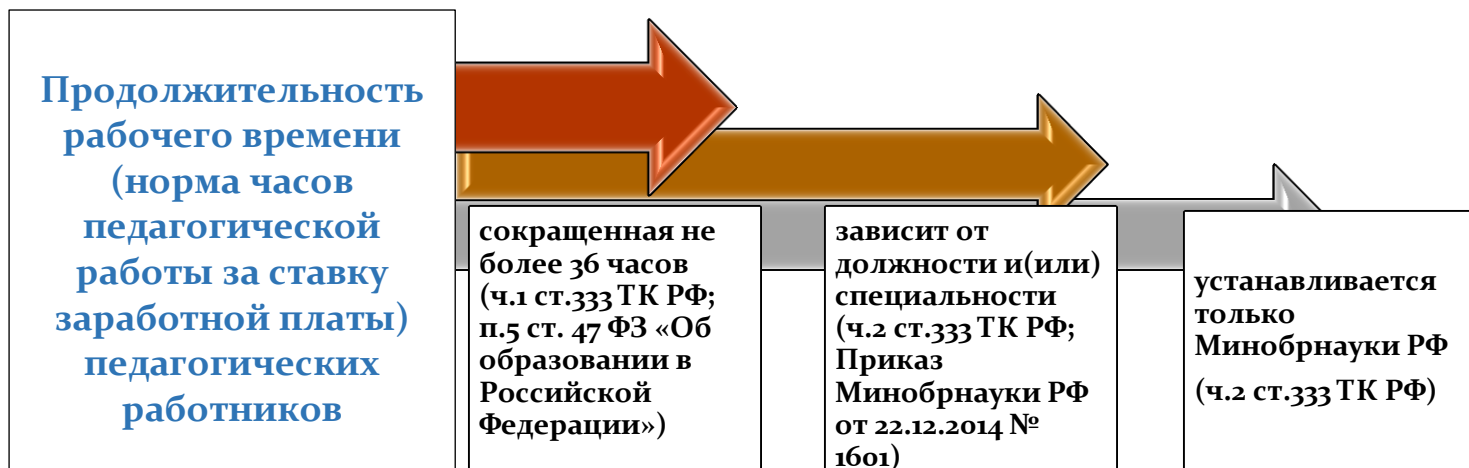 Продолжительность
рабочего времени
(норма часов
педагогической
работы за ставку
заработной платы)
педагогических
работников
сокращенная не
более 36 часов
(ч.1 ст.333 ТК РФ;
п.5 ст. 47 ФЗ «Об
образовании в
Российской
Федерации»)
зависит от
должности и(или)
специальности
(ч.2 ст.333 ТК РФ;
Приказ
Минобрнауки РФ
от 22.12.2014 №
1601)
устанавливается
только
Минобрнауки РФ
(ч.2 ст.333 ТК РФ)